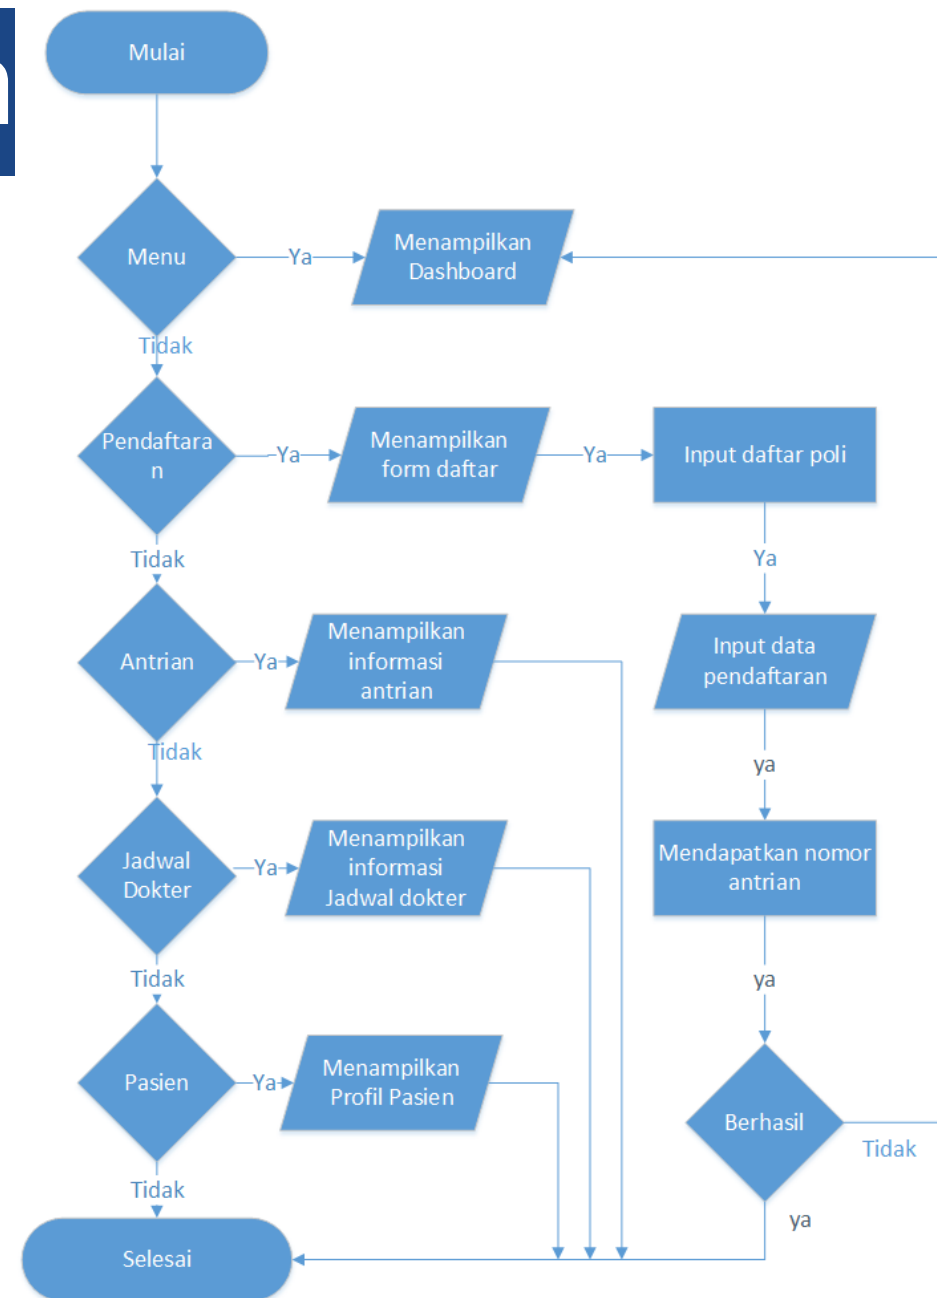 Mulai
Menu
Ya
Menampilkan
Dashboard
Tidak
Pendaftara
n
Ya
Menampilkan
form daftar
Ya
Input daftar poli
Tidak
Ya
Antrian
Ya
Menampilkan
informasi
antrian
Input data
pendaftaran
Tidak
ya
Jadwal
Dokter
Ya
Menampilkan
informasi
Jadwal dokter
Mendapatkan nomor
antrian
Tidak
ya
Pasien
Ya
Menampilkan
Profil Pasien
Berhasil
Tidak
Tidak
ya
Selesai